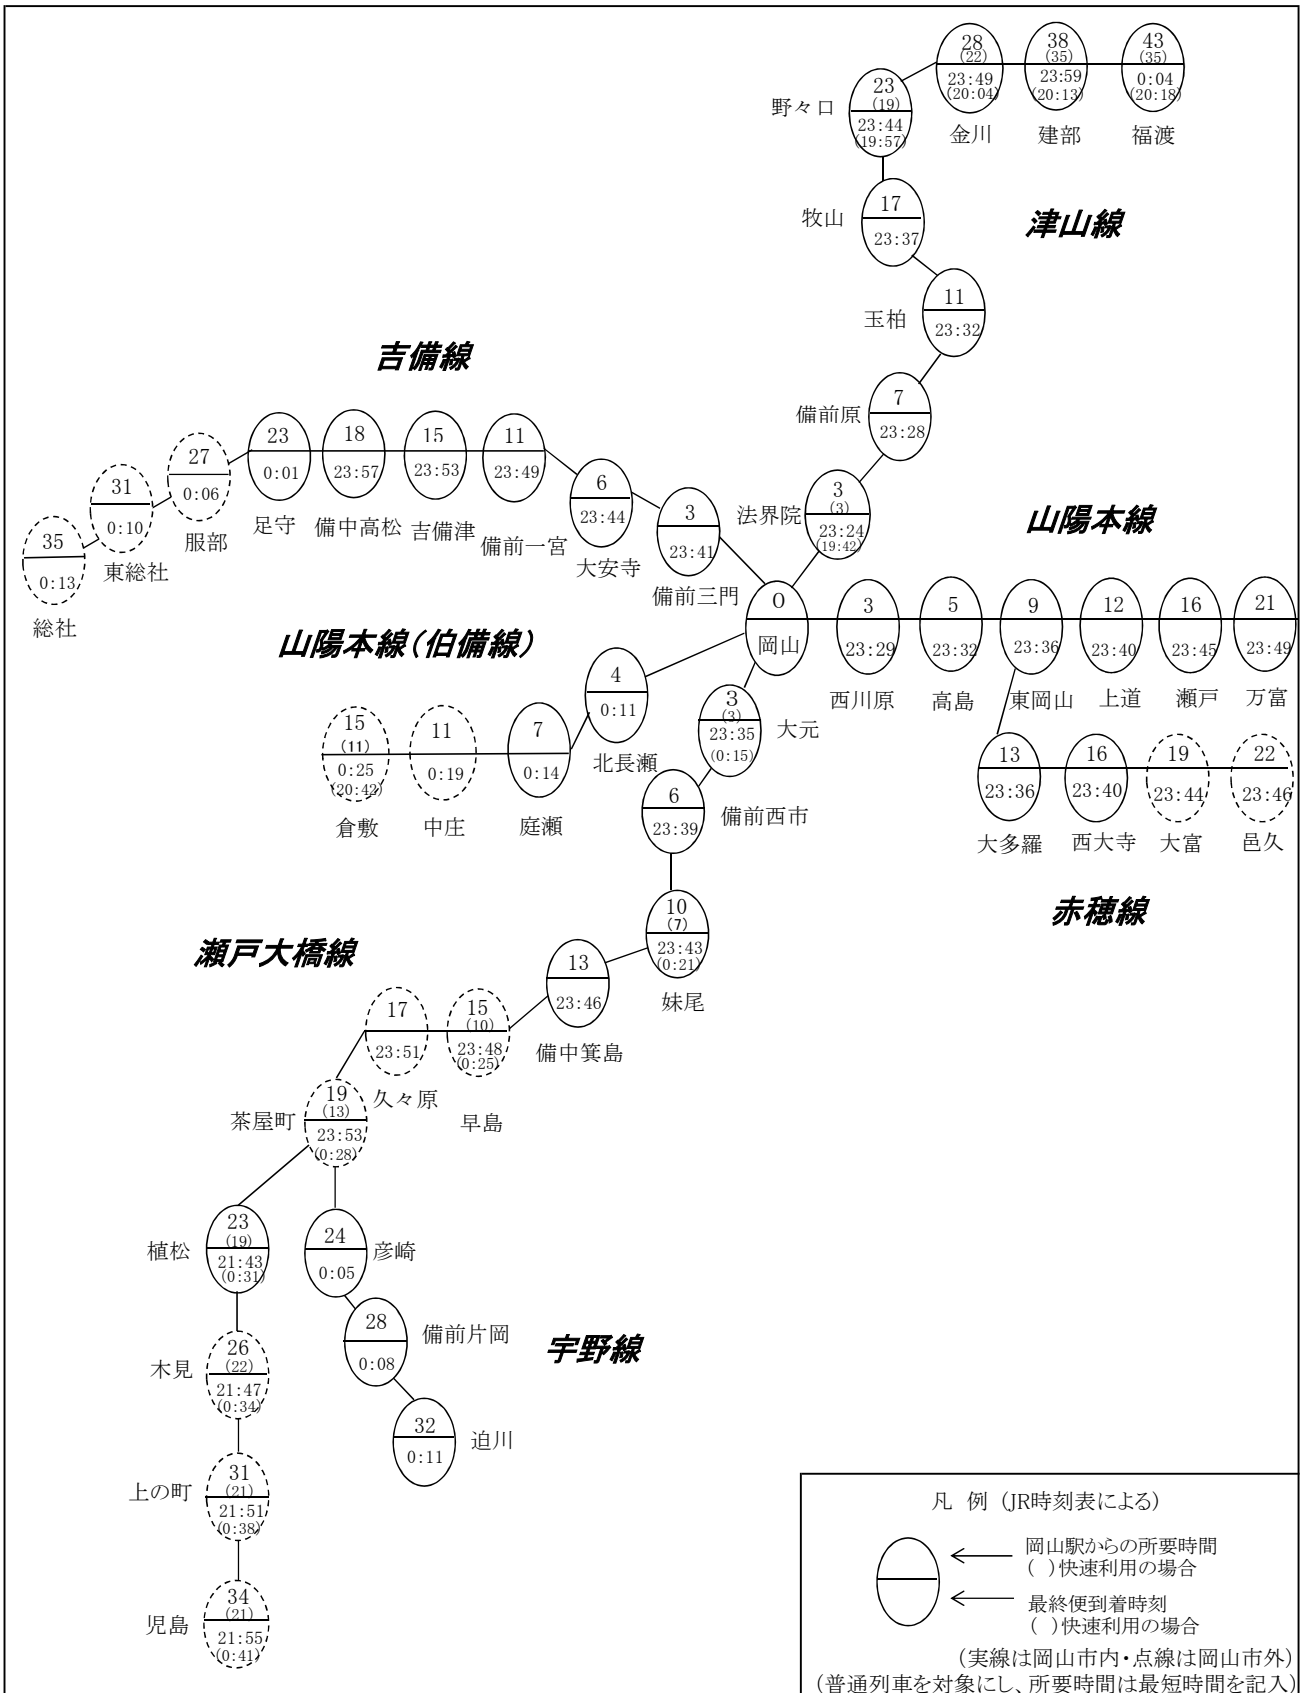 28
(22)
23:49
(20:04)
金川
38
(35)
23:59
(20:13)
建部
43
(35)
0:04
(20:18)
福渡
野々口
23
(19)
23:44
(19:57)
牧山
17
23:37
津山線
玉柏
11
23:32
備前原
7
23:28
法界院
3
(3)
23:24
(19:42)
吉備線
35
0:13
総社
31
0:10
東総社
27
0:06
服部
23
0:01
足守
18
23:57
備中高松
15
23:53
吉備津
11
23:49
備前一宮
6
23:44
大安寺
3
23:41
備前三門
0
岡山
山陽本線
3
23:29
西川原
5
23:32
高島
9
23:36
東岡山
12
23:40
上道
16
23:45
瀬戸
21
23:49
万富
13
23:36
大多羅
16
23:40
西大寺
19
23:44
大富
22
23:46
邑久
赤穂線
山陽本線(伯備線)
4
0:11
北長瀬
7
0:14
庭瀬
11
0:19
中庄
15
(11)
0:25
(20:42)
倉敷
3
(3)
23:35
(0:15)
大元
6
23:39
備前西市
10
(7)
23:43
(0:21)
妹尾
瀬戸大橋線
13
23:46
備中箕島
15
(10)
23:48
(0:25)
早島
17
23:51
久々原
茶屋町
19
(13)
23:53
(0:28)
植松
23
(19)
21:43
(0:31)
木見
26
(22)
21:47
(0:34)
上の町
31
(21)
21:51
(0:38)
児島
34
(21)
21:55
(0:41)
24
0:05
彦崎
28
0:08
備前片岡
宇野線
32
0:11
迫川
凡 例 (JR時刻表による)
岡山駅からの所要時間
( )快速利用の場合
最終便到着時刻
( )快速利用の場合
(実線は岡山市内・点線は岡山市外)
(普通列車を対象にし、所要時間は最短時間を記入)